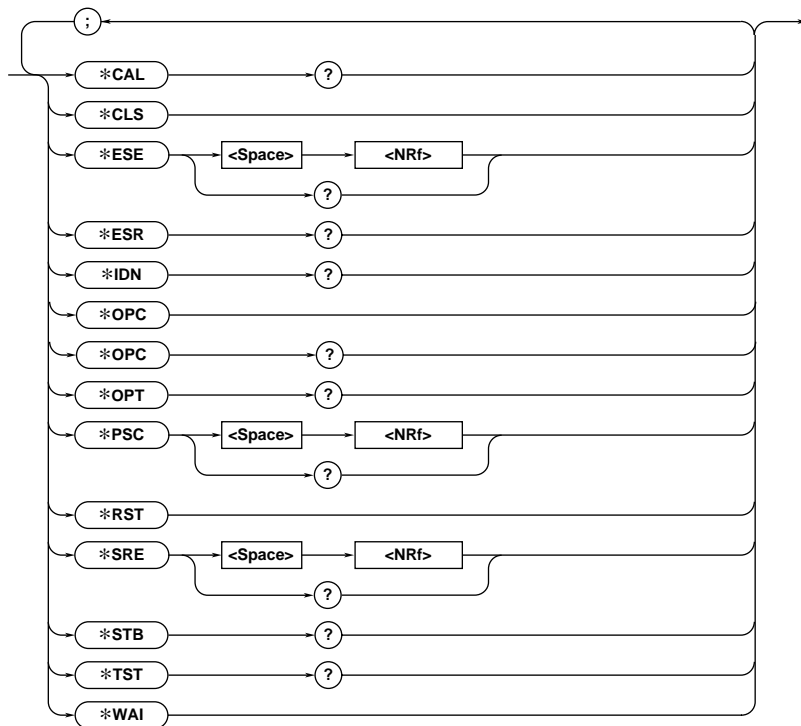 ;
*CAL ?
*CLS
*ESE <Space> <NRf>
?
*ESR ?
*IDN ?
*OPC
*OPC ?
*OPT ?
*PSC <Space> <NRf>
?
*RST
*SRE <Space> <NRf>
?
*STB ?
*TST ?
*WAI